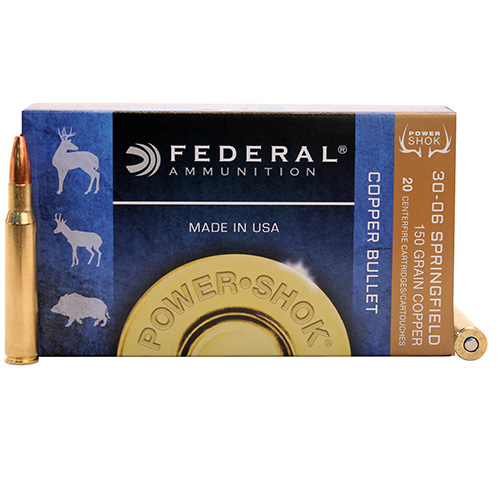 FEDERAL®
AMMUNITION
MADE IN USA
POWER•SHOK®
COPPER BULLET
POWER
SHOK
30-06 SPRINGFIELD
150 GRAIN COPPER
20 CENTERFIRE CARTRIDGES/CARTOUCHES